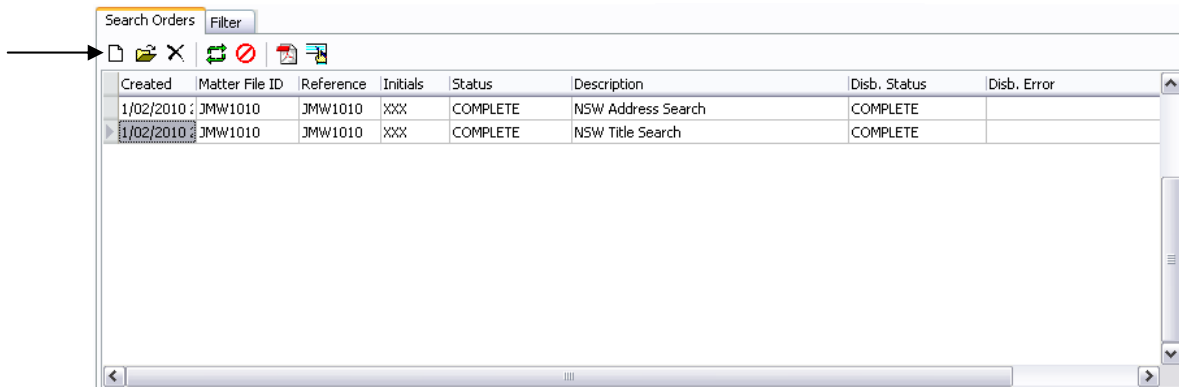 Search Orders Filter
Created Matter File ID Reference Initials Status Description Disb. Status Disb. Error
1/02/2010 JMW1010 JMW1010 XXX COMPLETE NSW Address Search COMPLETE
1/02/2010 JMW1010 JMW1010 XXX COMPLETE NSW Title Search COMPLETE